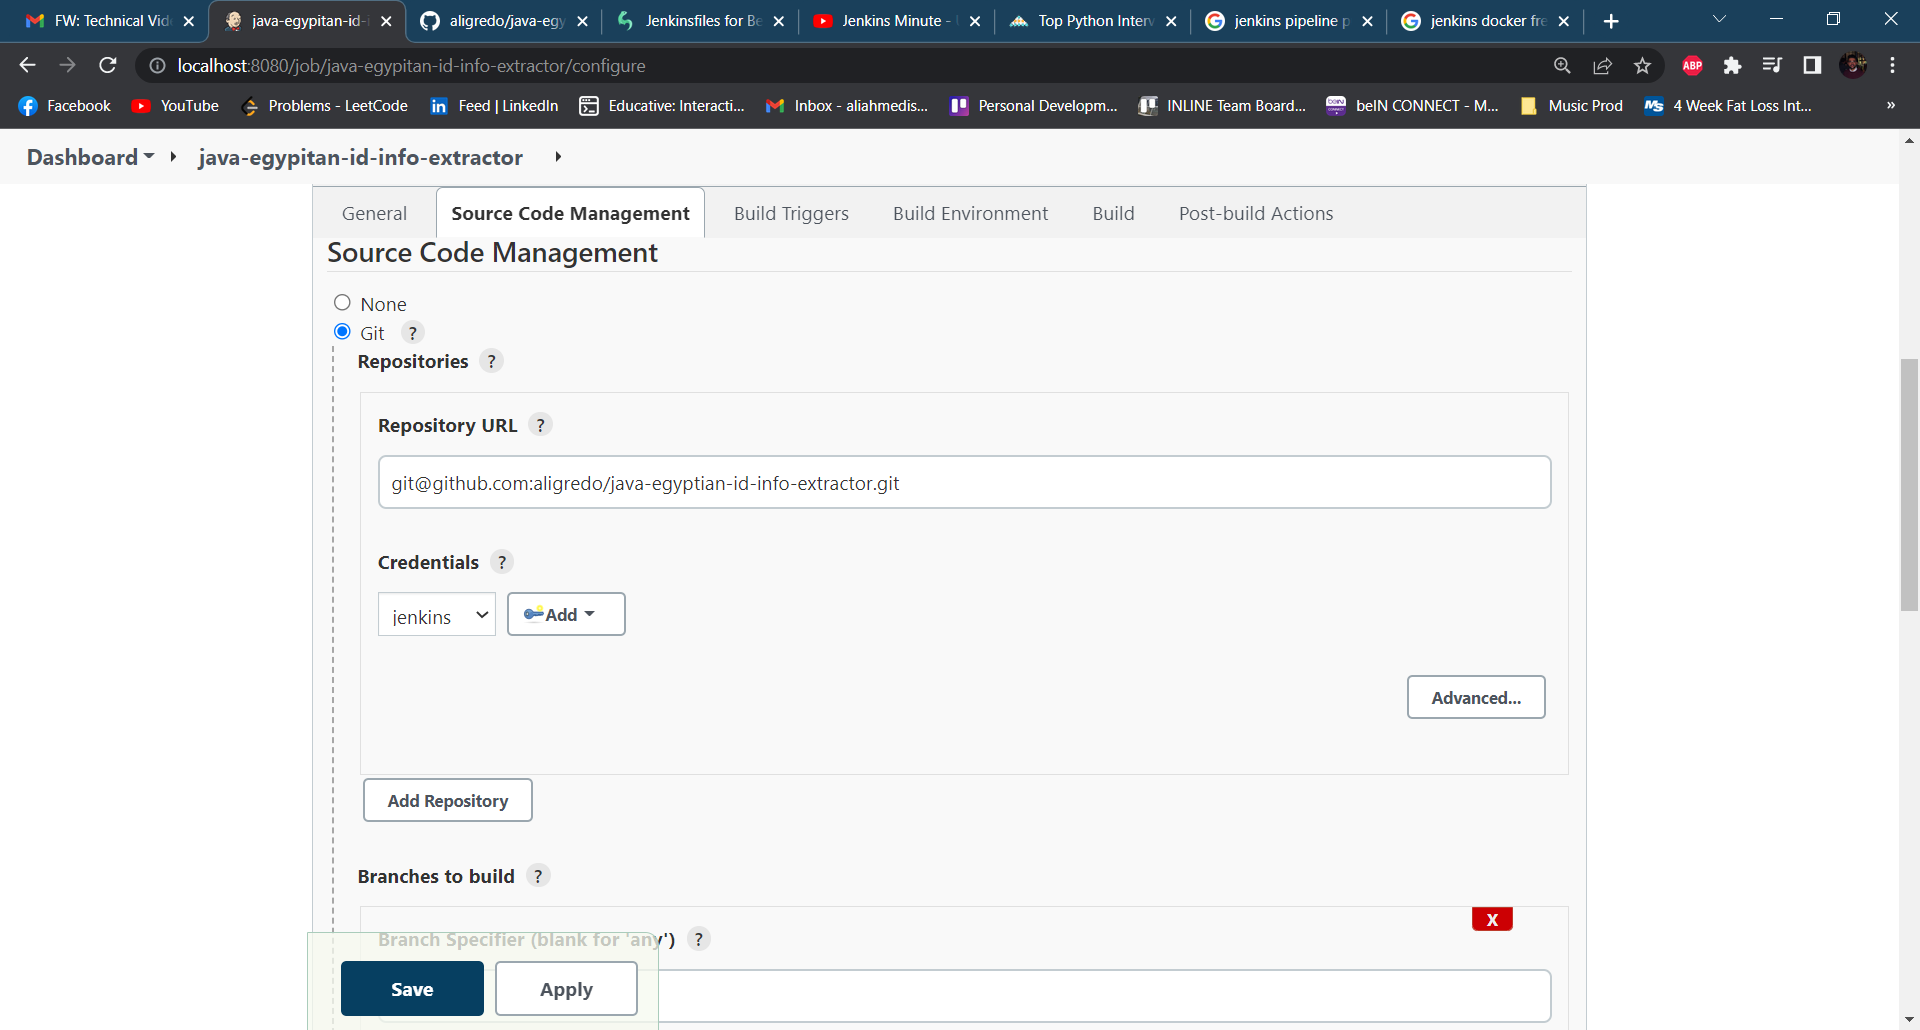 FW: Technical Vid
java-egypitan-id-i
aligredo/java-egy
Jenkinsfiles for Be
Jenkins Minute -
Top Python Interv
jenkins pipeline p
jenkins docker fre
localhost:8080/job/java-egypitan-id-info-extractor/configure
ABP
Facebook YouTube Problems - LeetCode Feed | LinkedIn Educative: Interacti... Inbox - aliahmedis... Personal Developm... INLINE Team Board... beIN CONNECT - M... Music Prod 4 Week Fat Loss Int... »
Dashboard java-egypitan-id-info-extractor
General Source Code Management Build Triggers Build Environment Build Post-build Actions
Source Code Management
None
Git ?
Repositories ?
Repository URL ?
git@github.com:aligredo/java-egyptian-id-info-extractor.git
Credentials ?
jenkins Add
Advanced...
Add Repository
Branches to build ?
X
Branch Specifier (blank for 'any') ?
Save Apply